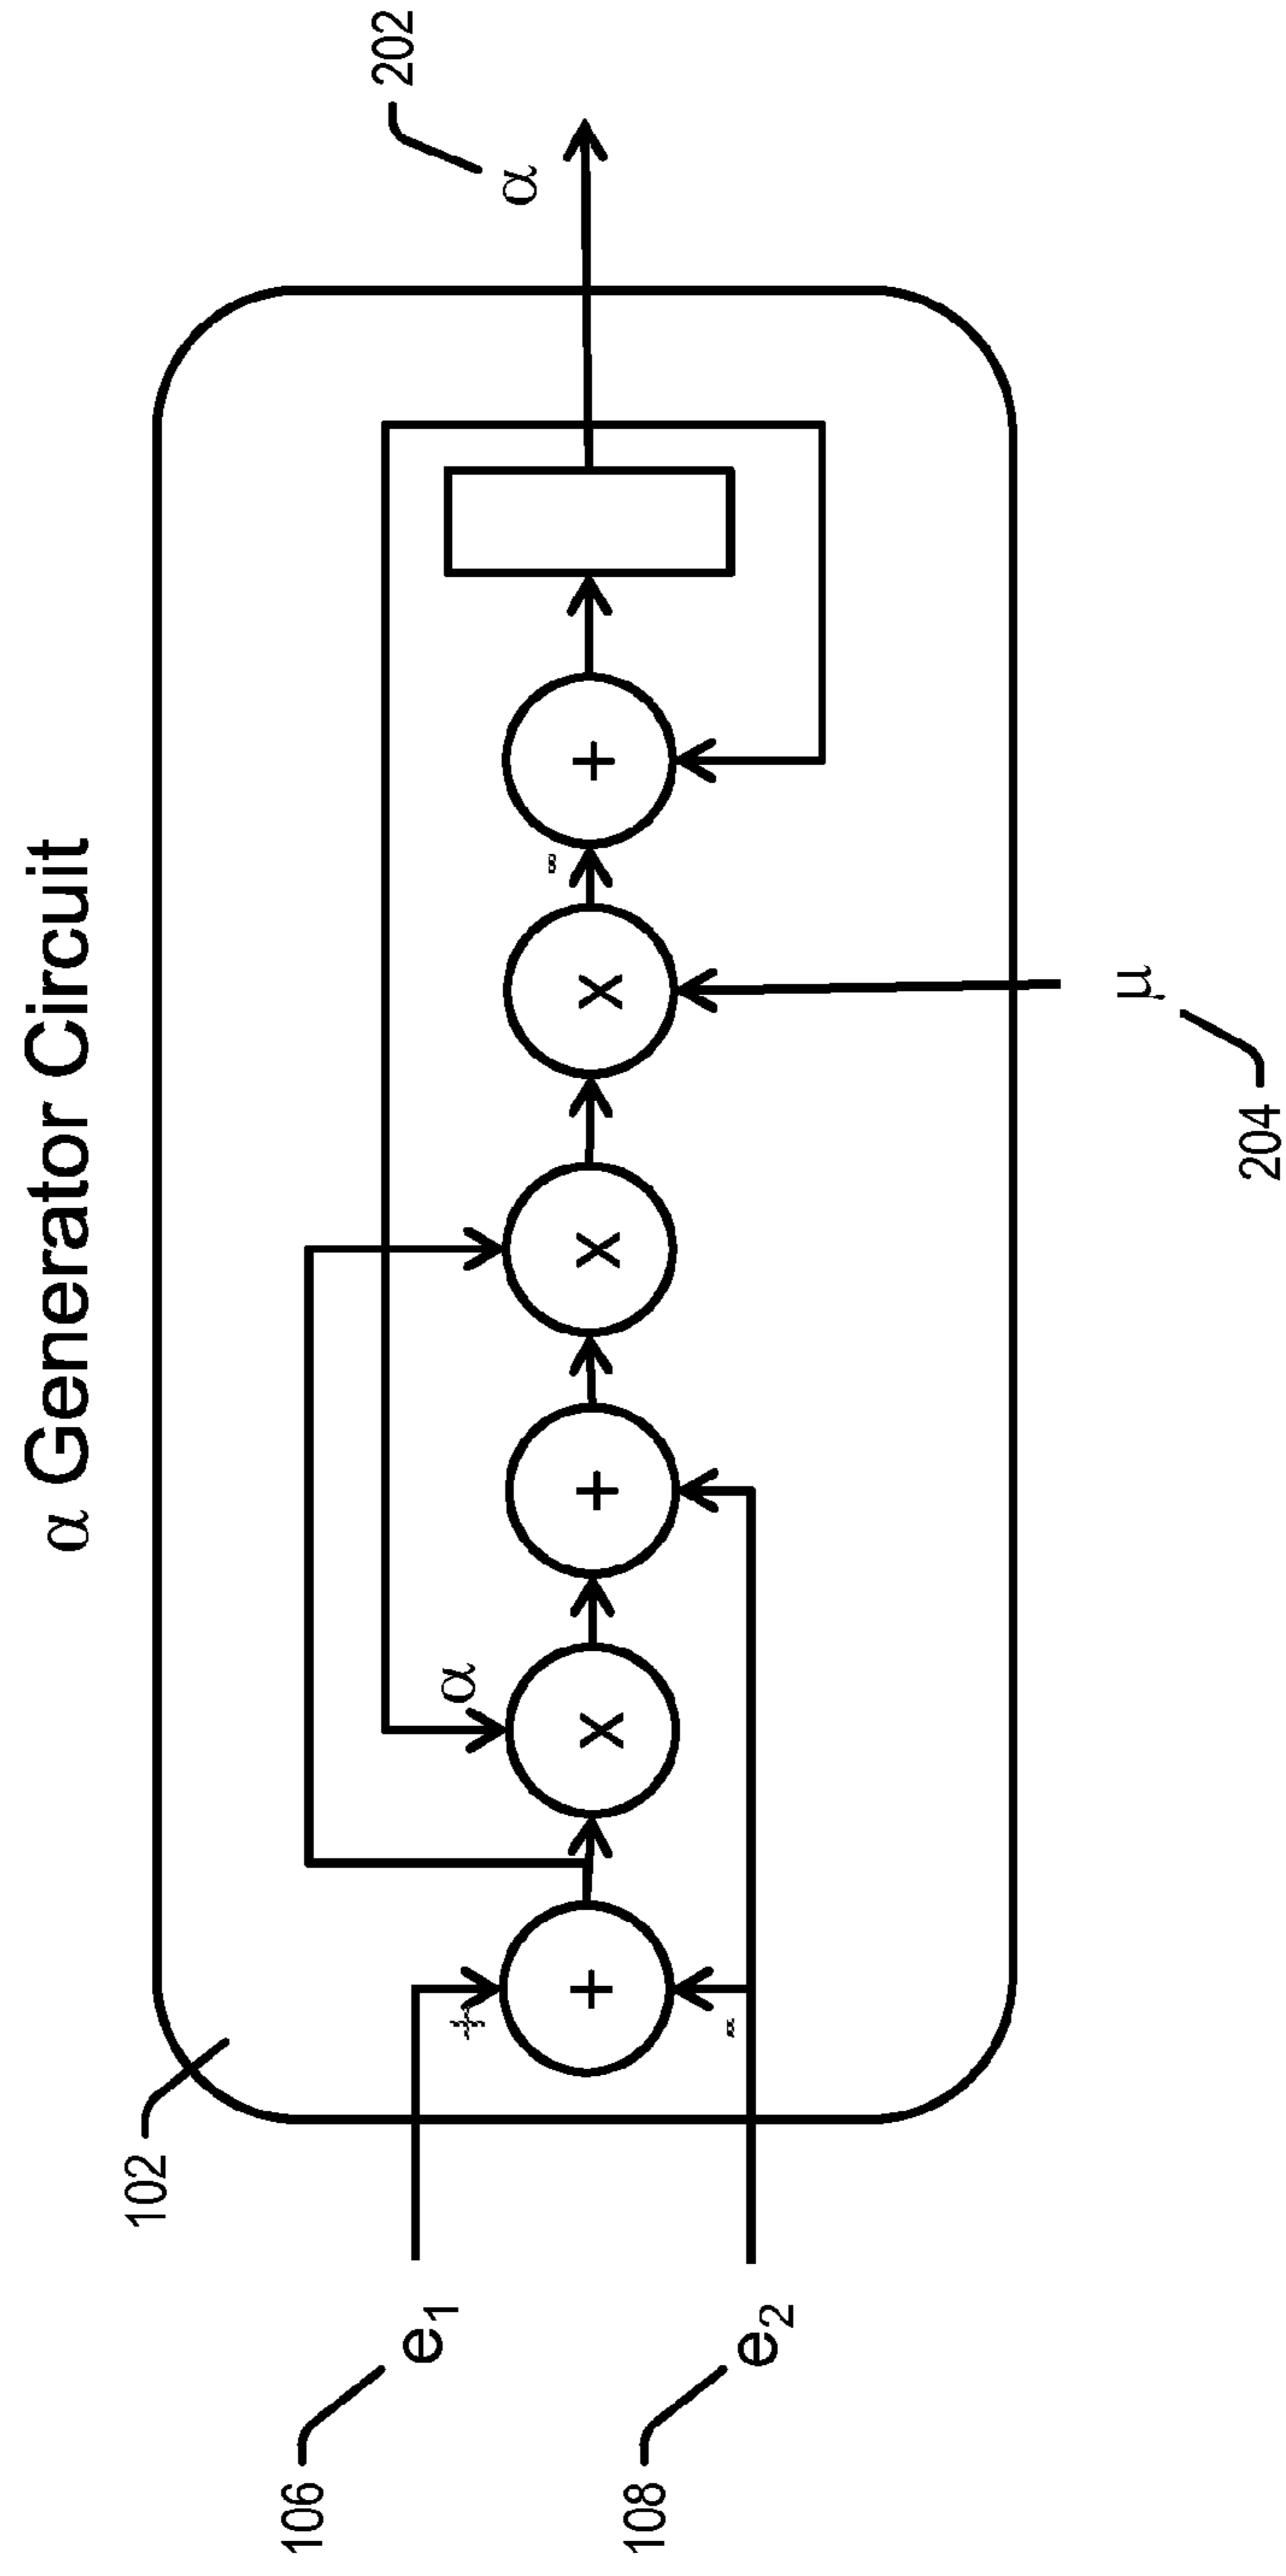 α Generator Circuit
202
α
102
α
+
x
+
x
x
+
106
e₁
108
e₂
μ
204